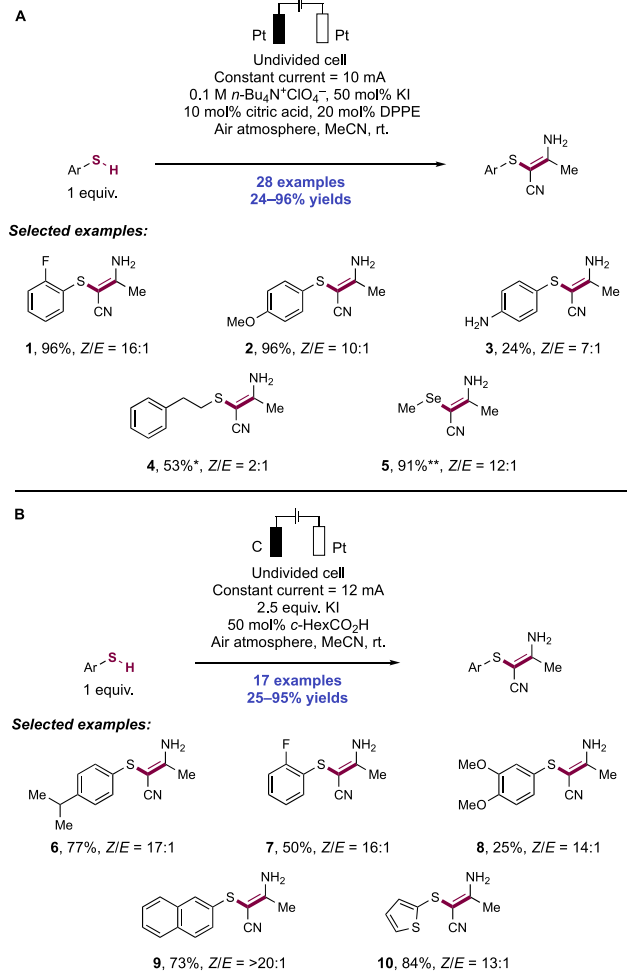 A
Pt Pt
Undivided cell
Constant current = 10 mA
0.1 M n-Bu₄N⁺ClO₄⁻, 50 mol% KI
10 mol% citric acid, 20 mol% DPPE
Air atmosphere, MeCN, rt.
Ar S H
1 equiv.
28 examples
24–96% yields
Ar S NH₂ Me CN
Selected examples:
F S NH₂ Me CN
1, 96%, Z/E = 16:1
MeO S NH₂ Me CN
2, 96%, Z/E = 10:1
NH₂ S NH₂ Me CN
3, 24%, Z/E = 7:1
S NH₂ Me CN
4, 53%*, Z/E = 2:1
Me Se NH₂ Me CN
5, 91%**, Z/E = 12:1
B
C Pt
Undivided cell
Constant current = 12 mA
2.5 equiv. KI
50 mol% c-HexCO₂H
Air atmosphere, MeCN, rt.
Ar S H
1 equiv.
17 examples
25–95% yields
Ar S NH₂ Me CN
Selected examples:
Me Me S NH₂ Me CN
6, 77%, Z/E = 17:1
F S NH₂ Me CN
7, 50%, Z/E = 16:1
MeO MeO S NH₂ Me CN
8, 25%, Z/E = 14:1
S NH₂ Me CN
9, 73%, Z/E = >20:1
S S NH₂ Me CN
10, 84%, Z/E = 13:1